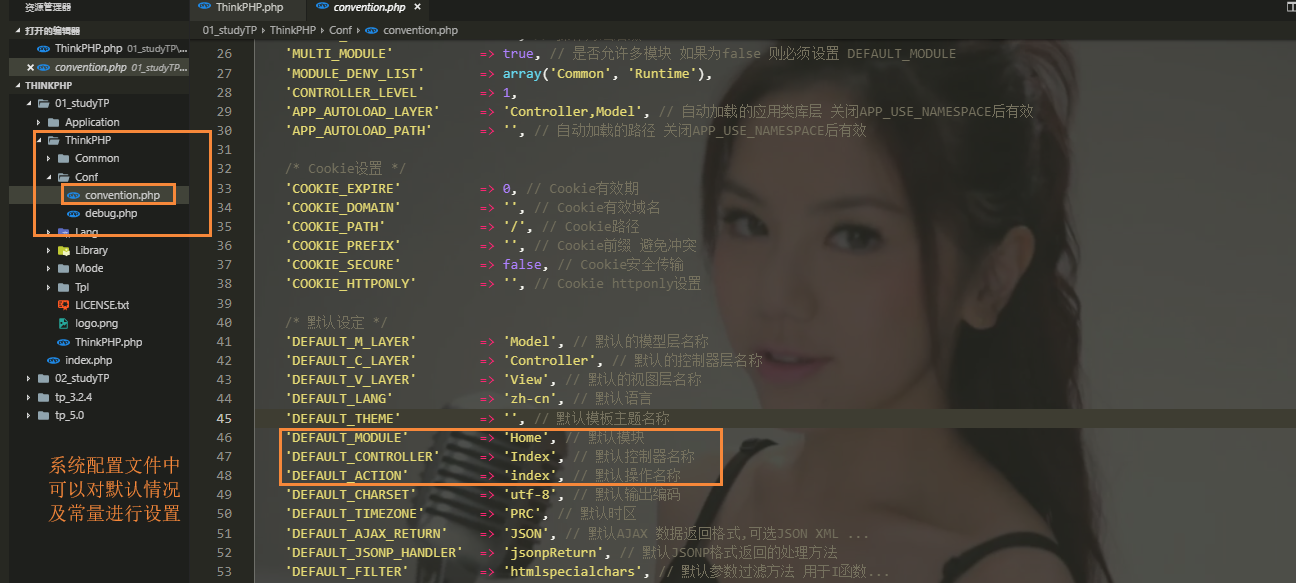 资源管理器
ThinkPHP.php
convention.php ×
打开的编辑器
01_studyTP › ThinkPHP › Conf › convention.php
ThinkPHP.php 01_studyTP\...
× convention.php 01_studyTP...
THINKPHP
01_studyTP
Application
ThinkPHP
Common
Conf
convention.php
debug.php
Lang
Library
Mode
Tpl
LICENSE.txt
logo.png
ThinkPHP.php
index.php
02_studyTP
tp_3.2.4
tp_5.0
系统配置文件中
可以对默认情况
及常量进行设置
26 'MULTI_MODULE' => true, // 是否允许多模块 如果为false 则必须设置 DEFAULT_MODULE
27 'MODULE_DENY_LIST' => array('Common', 'Runtime'),
28 'CONTROLLER_LEVEL' => 1,
29 'APP_AUTOLOAD_LAYER' => 'Controller,Model', // 自动加载的应用类库层 关闭APP_USE_NAMESPACE后有效
30 'APP_AUTOLOAD_PATH' => '', // 自动加载的路径 关闭APP_USE_NAMESPACE后有效
31
32 /* Cookie设置 */
33 'COOKIE_EXPIRE' => 0, // Cookie有效期
34 'COOKIE_DOMAIN' => '', // Cookie有效域名
35 'COOKIE_PATH' => '/', // Cookie路径
36 'COOKIE_PREFIX' => '', // Cookie前缀 避免冲突
37 'COOKIE_SECURE' => false, // Cookie安全传输
38 'COOKIE_HTTPONLY' => '', // Cookie httponly设置
39
40 /* 默认设定 */
41 'DEFAULT_M_LAYER' => 'Model', // 默认的模型层名称
42 'DEFAULT_C_LAYER' => 'Controller', // 默认的控制器层名称
43 'DEFAULT_V_LAYER' => 'View', // 默认的视图层名称
44 'DEFAULT_LANG' => 'zh-cn', // 默认语言
45 'DEFAULT_THEME' => '', // 默认模板主题名称
46 'DEFAULT_MODULE' => 'Home', // 默认模块
47 'DEFAULT_CONTROLLER' => 'Index', // 默认控制器名称
48 'DEFAULT_ACTION' => 'index', // 默认操作名称
49 'DEFAULT_CHARSET' => 'utf-8', // 默认输出编码
50 'DEFAULT_TIMEZONE' => 'PRC', // 默认时区
51 'DEFAULT_AJAX_RETURN' => 'JSON', // 默认AJAX 数据返回格式,可选JSON XML ...
52 'DEFAULT_JSONP_HANDLER' => 'jsonpReturn', // 默认JSONP格式返回的处理方法
53 'DEFAULT_FILTER' => 'htmlspecialchars', // 默认参数过滤方法 用于I函数...